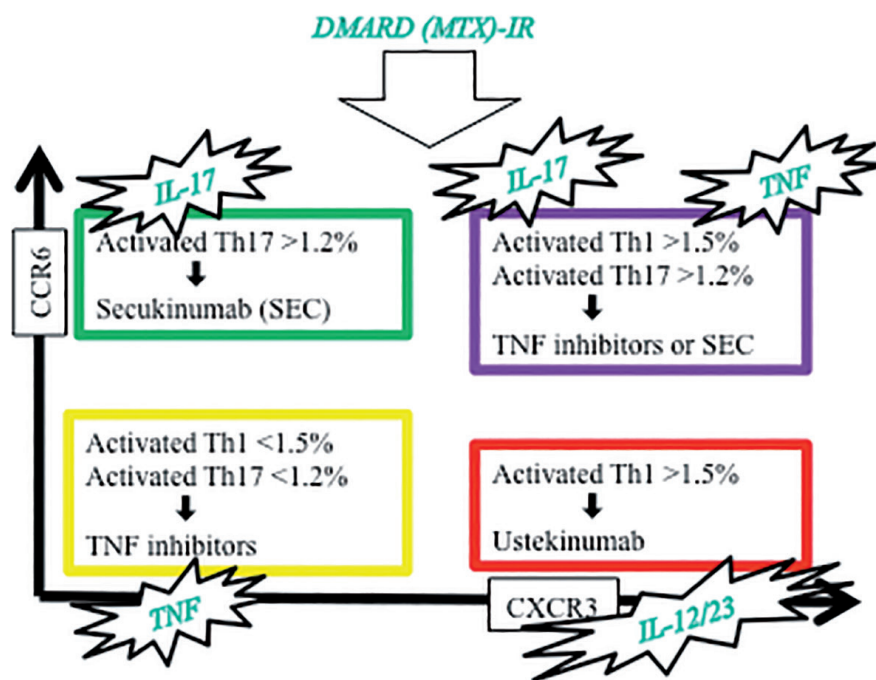 DMARD (MTX)-IR
IL-17
IL-17
TNF
CCR6
Activated Th17 >1.2%
Secukinumab (SEC)
Activated Th1 >1.5%
Activated Th17 >1.2%
TNF inhibitors or SEC
Activated Th1 <1.5%
Activated Th17 <1.2%
TNF inhibitors
Activated Th1 >1.5%
Ustekinumab
TNF
CXCR3
IL-12/23